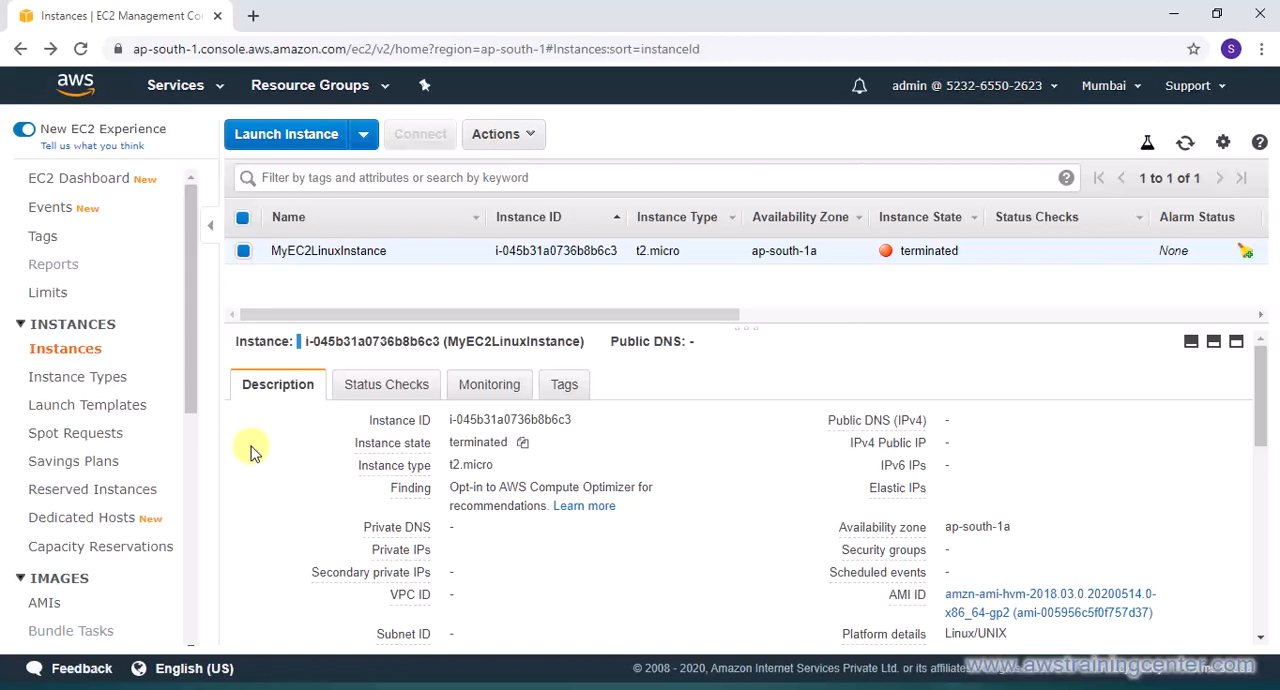 Instances | EC2 Management Co
ap-south-1.console.aws.amazon.com/ec2/v2/home?region=ap-south-1#Instances:sort=instanceId
S
aws
Services
Resource Groups
admin @ 5232-6550-2623
Mumbai
Support
New EC2 Experience
Tell us what you think
EC2 Dashboard New
Events New
Tags
Reports
Limits
INSTANCES
Instances
Instance Types
Launch Templates
Spot Requests
Savings Plans
Reserved Instances
Dedicated Hosts New
Capacity Reservations
IMAGES
AMIs
Bundle Tasks
Launch Instance
Connect
Actions
Filter by tags and attributes or search by keyword
1 to 1 of 1
Name Instance ID Instance Type Availability Zone Instance State Status Checks Alarm Status
MyEC2LinuxInstance i-045b31a0736b8b6c3 t2.micro ap-south-1a terminated None
Instance: i-045b31a0736b8b6c3 (MyEC2LinuxInstance) Public DNS: -
Description Status Checks Monitoring Tags
Instance ID i-045b31a0736b8b6c3
Instance state terminated
Instance type t2.micro
Finding Opt-in to AWS Compute Optimizer for
recommendations. Learn more
Private DNS -
Private IPs -
Secondary private IPs -
VPC ID -
Subnet ID -
Public DNS (IPv4) -
IPv4 Public IP -
IPv6 IPs -
Elastic IPs
Availability zone ap-south-1a
Security groups -
Scheduled events -
AMI ID amzn-ami-hvm-2018.03.0.20200514.0-
x86_64-gp2 (ami-005956c5f0f757d37)
Platform details Linux/UNIX
Feedback
English (US)
© 2008 - 2020, Amazon Internet Services Private Ltd. or its affiliate
www.awstrainingcenter.com